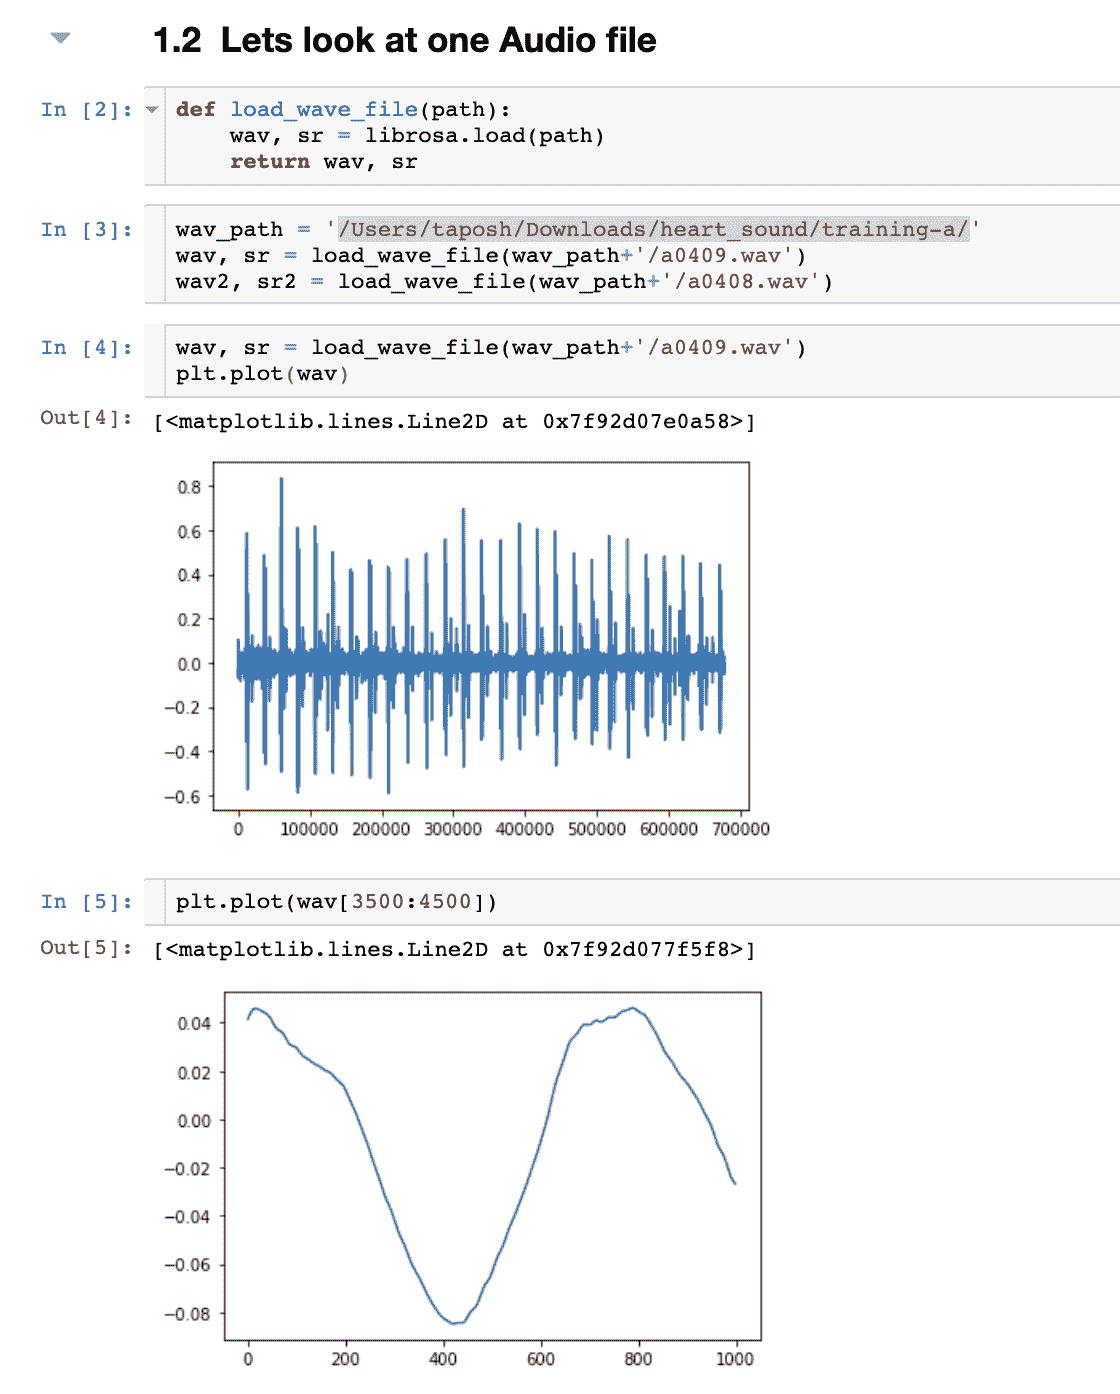 1.2 Lets look at one Audio file
In [2]:
def load_wave_file(path):
    wav, sr = librosa.load(path)
    return wav, sr
In [3]:
wav_path = '/Users/taposh/Downloads/heart_sound/training-a/'
wav, sr = load_wave_file(wav_path+'/a0409.wav')
wav2, sr2 = load_wave_file(wav_path+'/a0408.wav')
In [4]:
wav, sr = load_wave_file(wav_path+'/a0409.wav')
plt.plot(wav)
Out[4]:
[<matplotlib.lines.Line2D at 0x7f92d07e0a58>]
0.8
0.6
0.4
0.2
0.0
−0.2
−0.4
−0.6
0 100000 200000 300000 400000 500000 600000 700000
In [5]:
plt.plot(wav[3500:4500])
Out[5]:
[<matplotlib.lines.Line2D at 0x7f92d077f5f8>]
0.04
0.02
0.00
−0.02
−0.04
−0.06
−0.08
0 200 400 600 800 1000